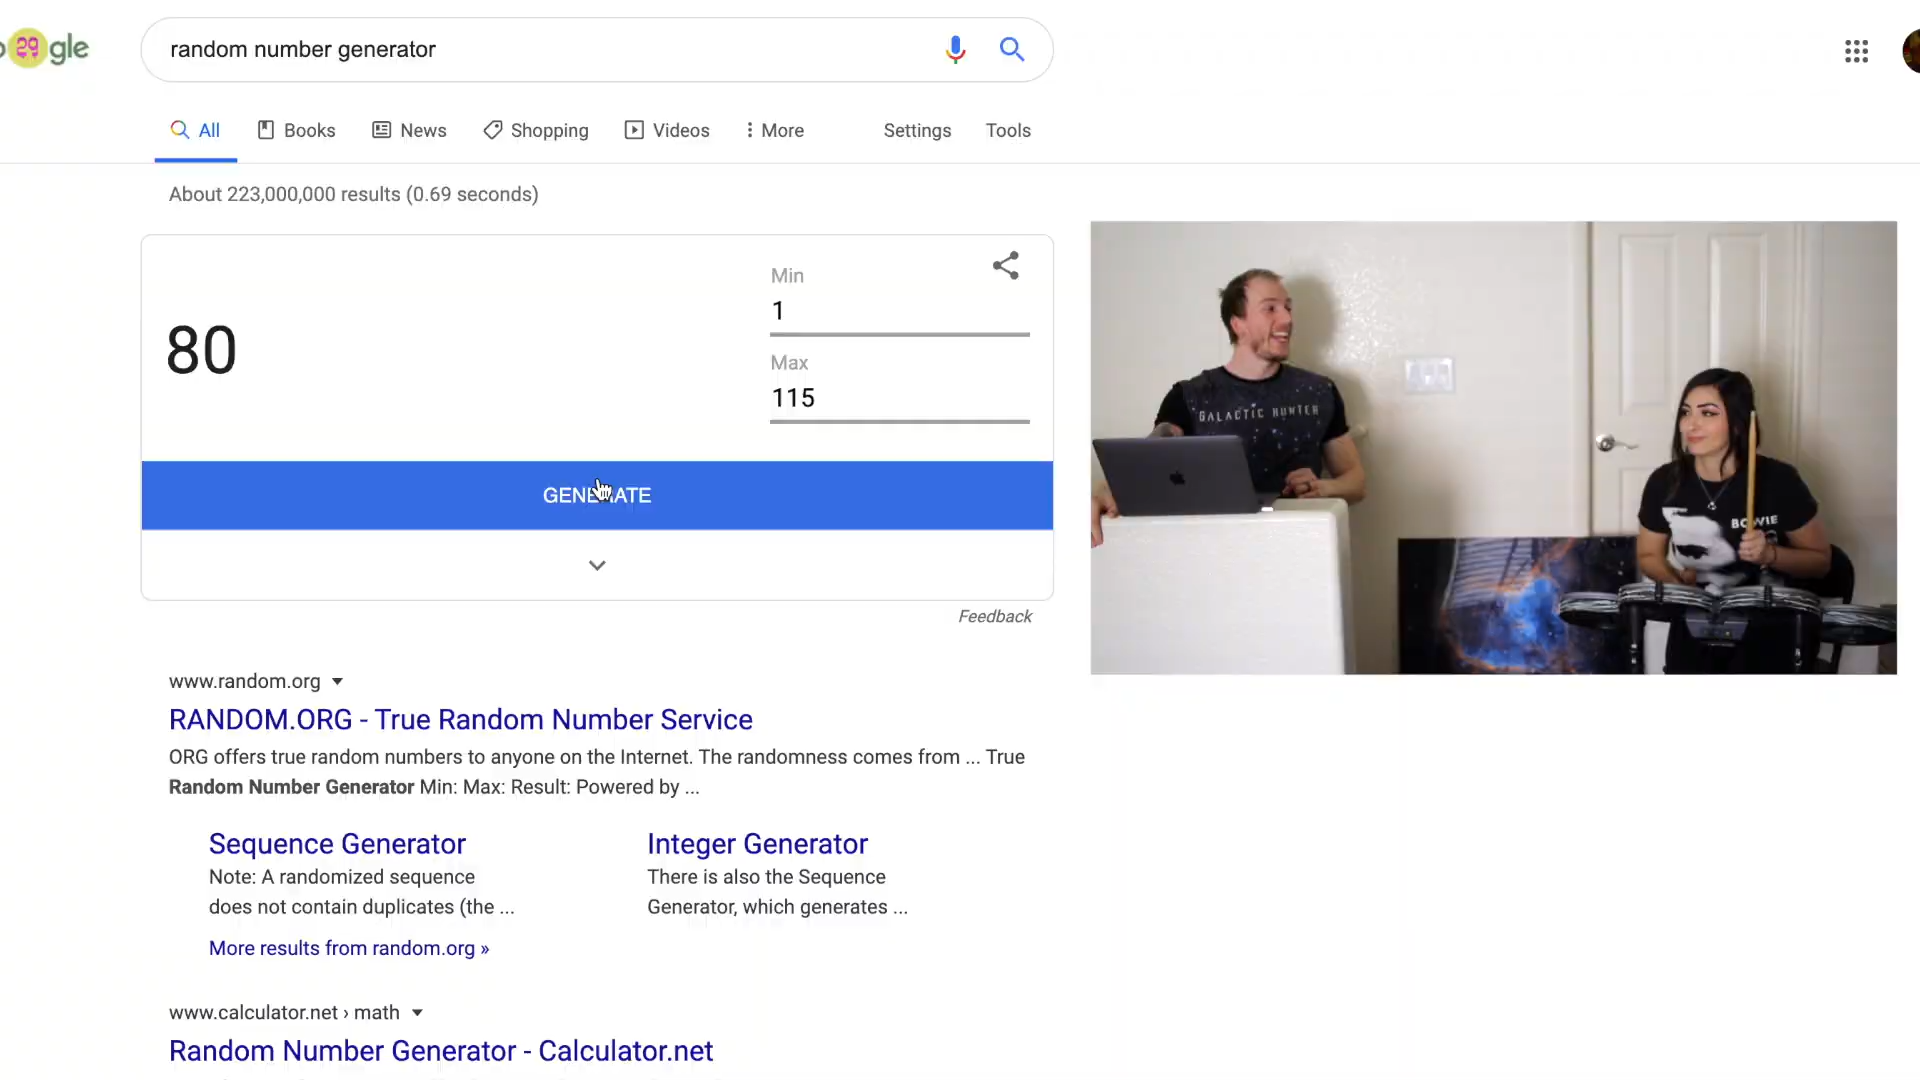 29gle
random number generator
All Books News Shopping Videos More Settings Tools
About 223,000,000 results (0.69 seconds)
80
Min
1
Max
115
GENERATE
Feedback
GALACTIC HUNTER
BOWIE
www.random.org
RANDOM.ORG - True Random Number Service
ORG offers true random numbers to anyone on the Internet. The randomness comes from ... True
Random Number Generator Min: Max: Result: Powered by ...
Sequence Generator
Note: A randomized sequence
does not contain duplicates (the ...
Integer Generator
There is also the Sequence
Generator, which generates ...
More results from random.org »
www.calculator.net › math
Random Number Generator - Calculator.net